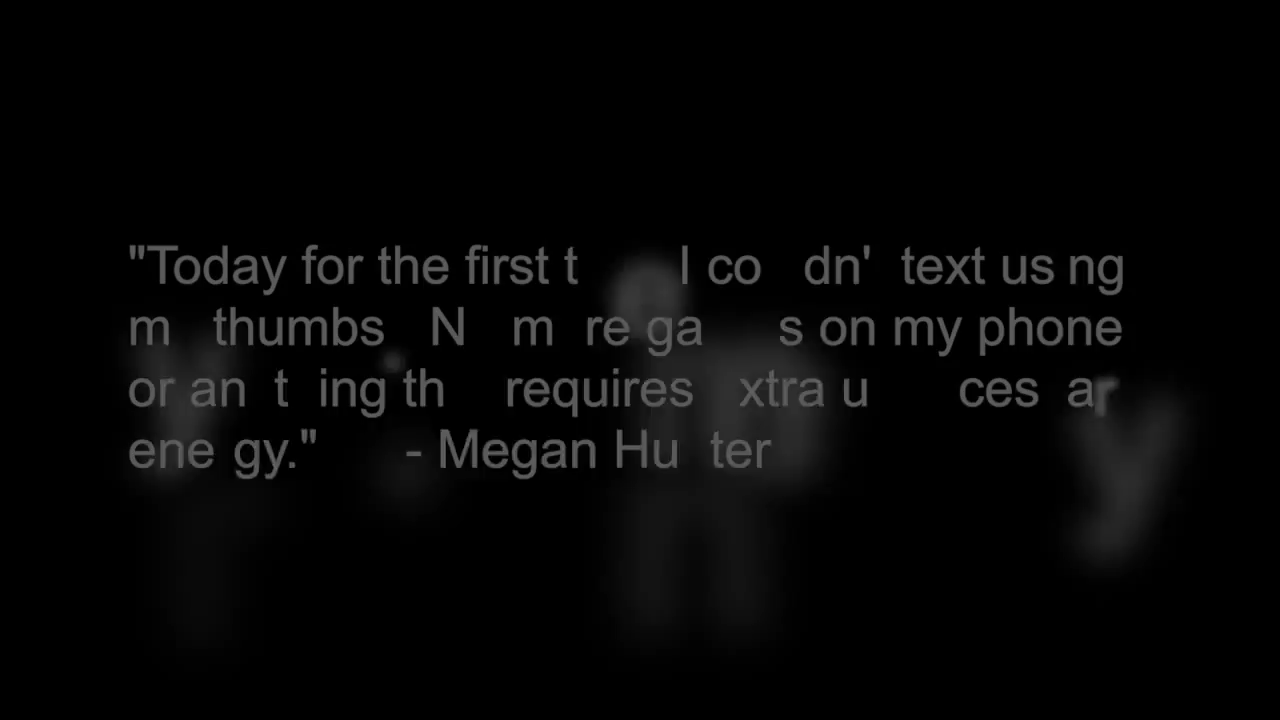 "Today for the first t I co dn' text us ng
m thumbs N m re ga s on my phone
or an t ing th requires xtra u ces ar
ene gy." - Megan Hu ter